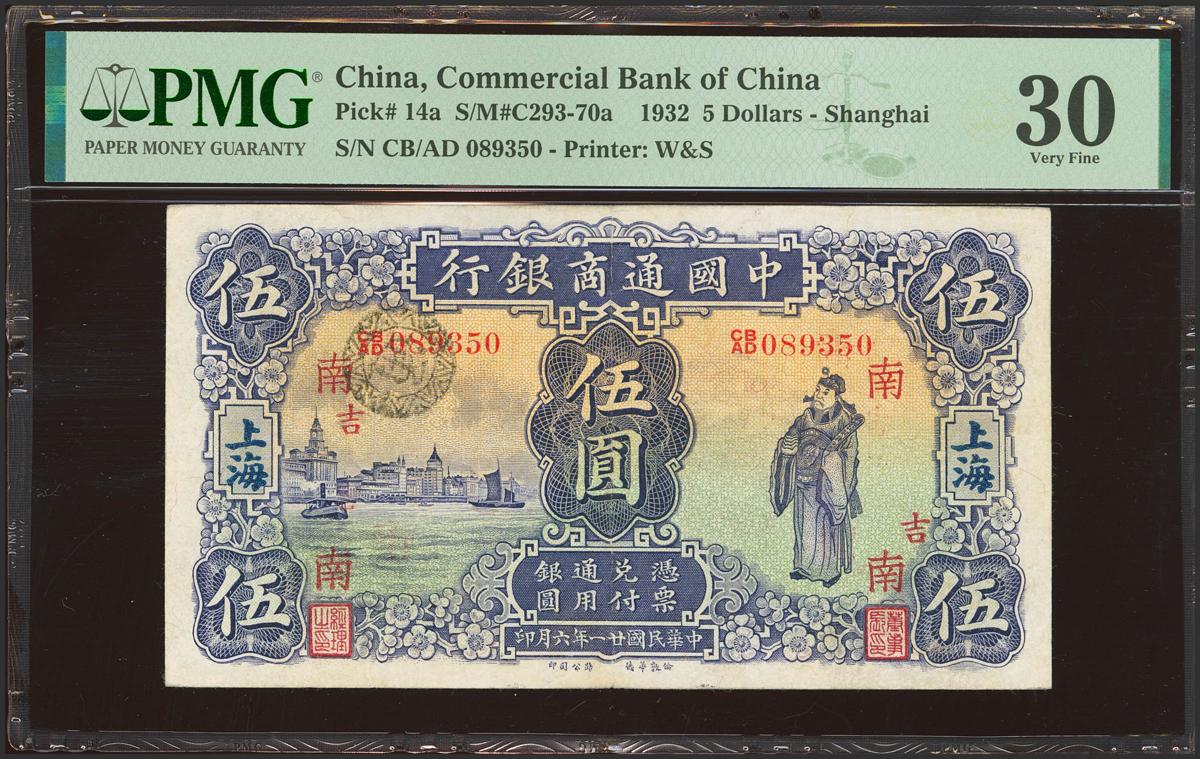 PMG®
PAPER MONEY GUARANTY
China, Commercial Bank of China
Pick# 14a S/M#C293-70a 1932 5 Dollars - Shanghai
S/N CB/AD 089350 - Printer: W&S
30
Very Fine
中國通商銀行
伍
伍
CB/AD 089350
CB/AD 089350
南
南
吉
伍圓
上海
上海
吉
南
南
憑票
兌付
通用
銀圓
伍
伍
中華民國廿一年六月印
PMG
PMG